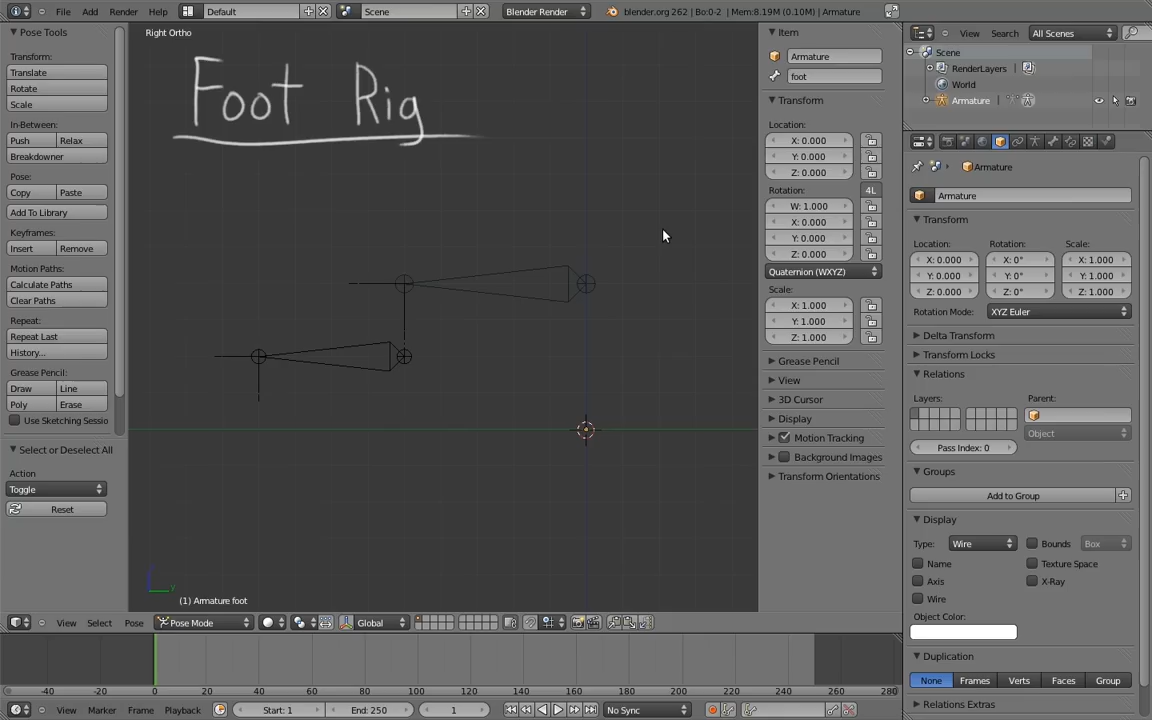 File Add Render Help Default Scene Blender Render blender.org 262 | Bo:0-2 | Mem:8.19M (0.10M) | Armature
Right Ortho
Foot Rig
(1) Armature foot
Pose Tools
Transform:
Translate
Rotate
Scale
In-Between:
Push Relax
Breakdowner
Pose:
Copy Paste
Add To Library
Keyframes:
Insert Remove
Motion Paths:
Calculate Paths
Clear Paths
Repeat:
Repeat Last
History...
Grease Pencil:
Draw Line
Poly Erase
Use Sketching Sessio
Select or Deselect All
Action
Toggle
Reset
Item
Armature
foot
Transform
Location:
X: 0.000
Y: 0.000
Z: 0.000
Rotation: 4L
W: 1.000
X: 0.000
Y: 0.000
Z: 0.000
Quaternion (WXYZ)
Scale:
X: 1.000
Y: 1.000
Z: 1.000
Grease Pencil
View
3D Cursor
Display
Motion Tracking
Background Images
Transform Orientations
View Search All Scenes
Scene
RenderLayers
World
Armature
Armature
Armature
Transform
Location: Rotation: Scale:
X: 0.000 X: 0° X: 1.000
Y: 0.000 Y: 0° Y: 1.000
Z: 0.000 Z: 0° Z: 1.000
Rotation Mode: XYZ Euler
Delta Transform
Transform Locks
Relations
Layers: Parent:
Object
Pass Index: 0
Groups
Add to Group
Display
Type: Wire Bounds Box
Name Texture Space
Axis X-Ray
Wire
Object Color:
Duplication
None Frames Verts Faces Group
Relations Extras
View Select Pose Pose Mode Global
-40 -20 0 20 40 60 80 100 120 140 160 180 200 220 240 260 280
View Marker Frame Playback Start: 1 End: 250 1 No Sync